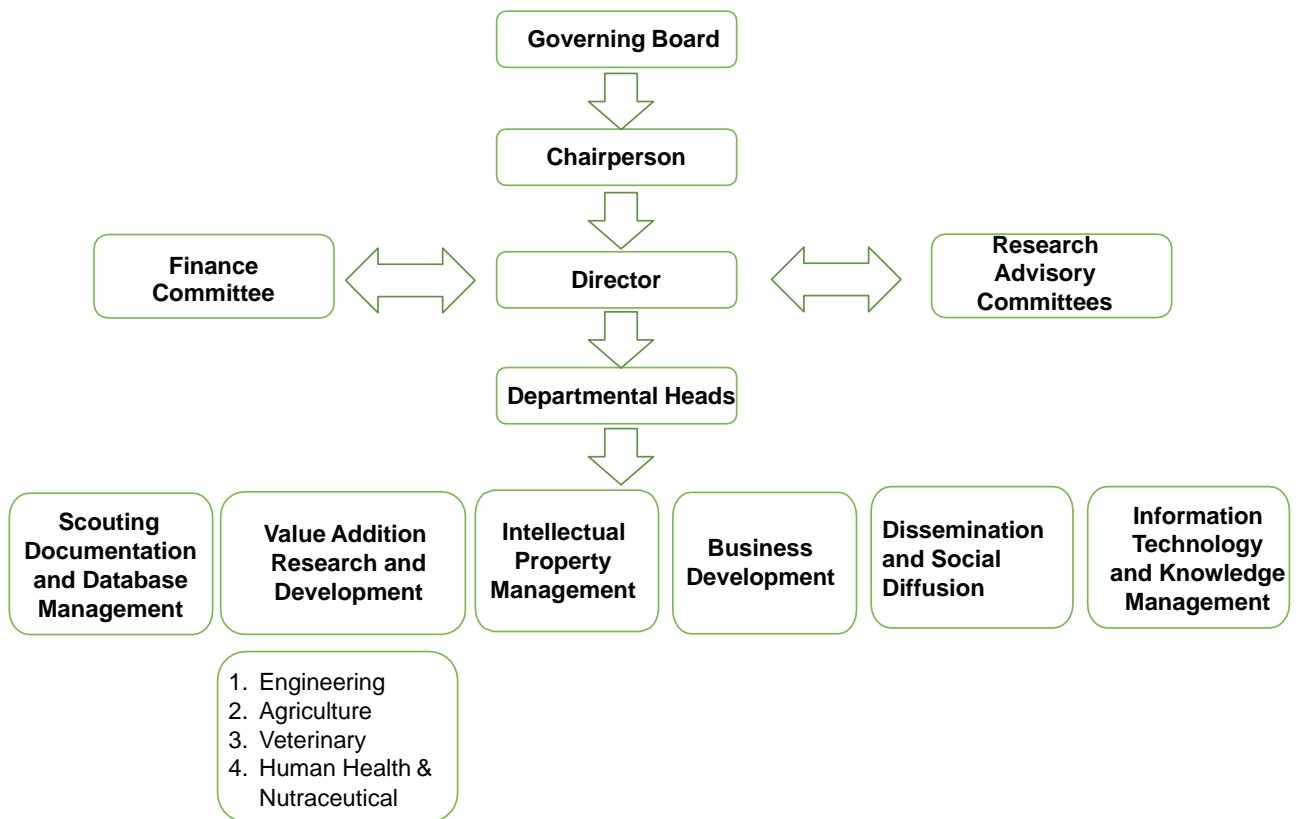 Governing Board
Chairperson
Finance
Committee
Director
Research
Advisory
Committees
Departmental Heads
Scouting
Documentation
and Database
Management
Value Addition
Research and
Development
Intellectual
Property
Management
Business
Development
Dissemination
and Social
Diffusion
Information
Technology
and Knowledge
Management
1. Engineering
2. Agriculture
3. Veterinary
4. Human Health &
Nutraceutical